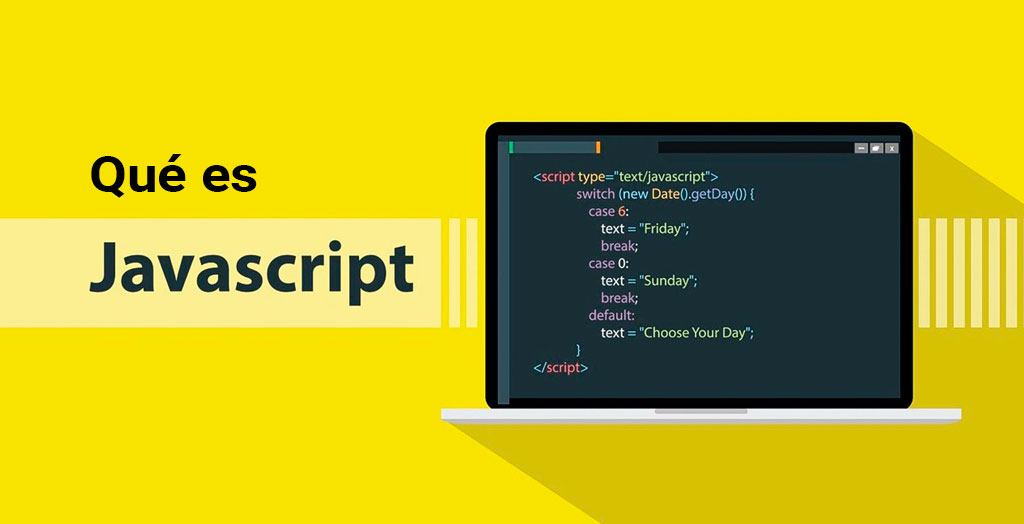 Qué es
Javascript
<script type="text/javascript">
switch (new Date().getDay()) {
case 6:
text = "Friday";
break;
case 0:
text = "Sunday";
break;
default:
text = "Choose Your Day";
}
</script>